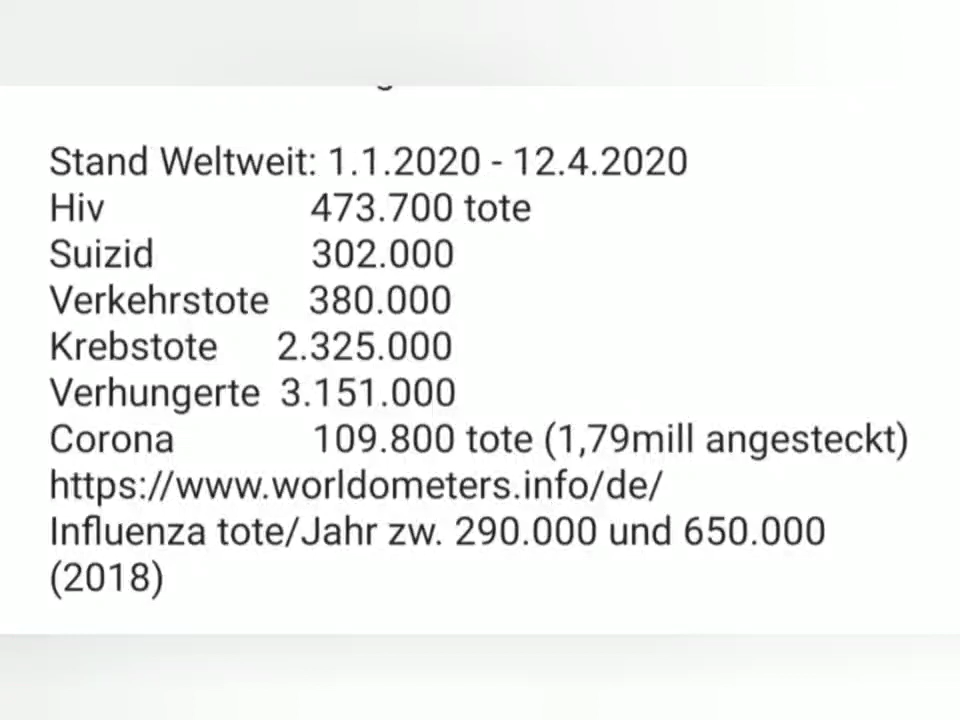 Stand Weltweit: 1.1.2020 - 12.4.2020
Hiv 473.700 tote
Suizid 302.000
Verkehrstote 380.000
Krebstote 2.325.000
Verhungerte 3.151.000
Corona 109.800 tote (1,79mill angesteckt)
https://www.worldometers.info/de/
Influenza tote/Jahr zw. 290.000 und 650.000
(2018)